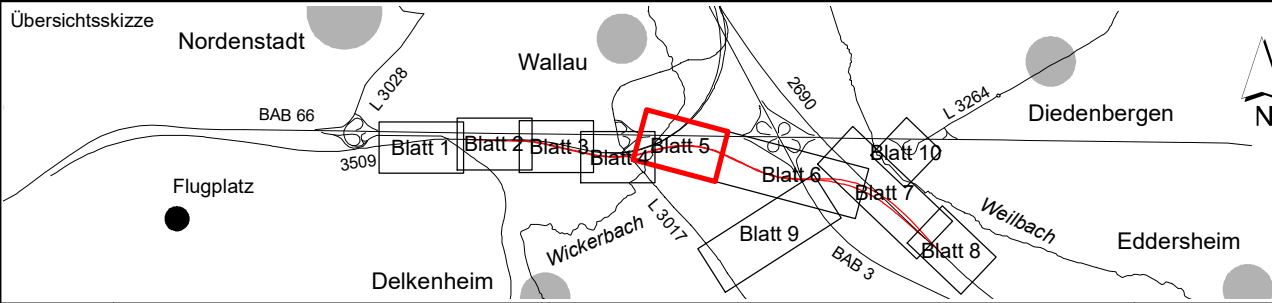 Übersichtsskizze
Nordenstadt
Wallau
L 3028
2690
L 3264
Diedenbergen
N
BAB 66
3509
Blatt 1
Blatt 2
Blatt 3
Blatt 4
Blatt 5
Blatt 6
Blatt 10
Blatt 7
Flugplatz
L 3017
Wickerbach
Blatt 9
Weilbach
Blatt 8
Eddersheim
BAB 3
Delkenheim